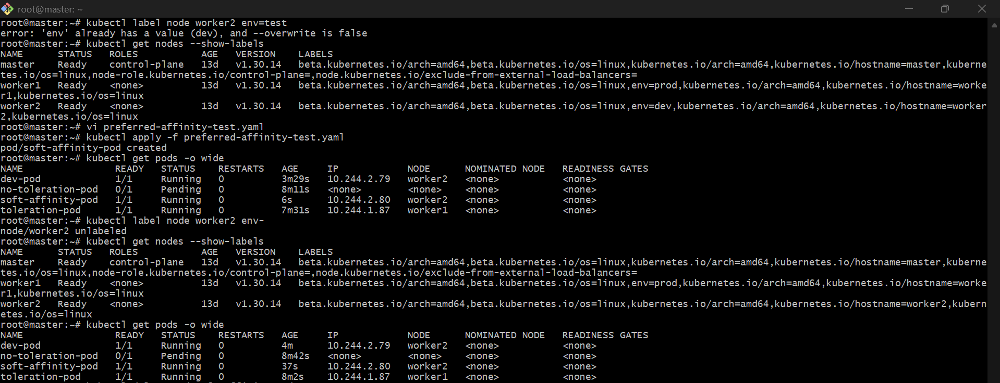 root@master: ~
root@master:~# kubectl label node worker2 env=test
error: 'env' already has a value (dev), and --overwrite is false
root@master:~# kubectl get nodes --show-labels
NAME      STATUS   ROLES           AGE   VERSION    LABELS
master    Ready    control-plane   13d   v1.30.14   beta.kubernetes.io/arch=amd64,beta.kubernetes.io/os=linux,kubernetes.io/arch=amd64,kubernetes.io/hostname=master,kuberne
tes.io/os=linux,node-role.kubernetes.io/control-plane=,node.kubernetes.io/exclude-from-external-load-balancers=
worker1   Ready    <none>          13d   v1.30.14   beta.kubernetes.io/arch=amd64,beta.kubernetes.io/os=linux,env=prod,kubernetes.io/arch=amd64,kubernetes.io/hostname=worke
r1,kubernetes.io/os=linux
worker2   Ready    <none>          13d   v1.30.14   beta.kubernetes.io/arch=amd64,beta.kubernetes.io/os=linux,env=dev,kubernetes.io/arch=amd64,kubernetes.io/hostname=worker
2,kubernetes.io/os=linux
root@master:~# vi preferred-affinity-test.yaml
root@master:~# kubectl apply -f preferred-affinity-test.yaml
pod/soft-affinity-pod created
root@master:~# kubectl get pods -o wide
NAME                READY   STATUS    RESTARTS   AGE     IP            NODE      NOMINATED NODE   READINESS GATES
dev-pod             1/1     Running   0          3m29s   10.244.2.79   worker2   <none>           <none>
no-toleration-pod   0/1     Pending   0          8m11s   <none>        <none>    <none>           <none>
soft-affinity-pod   1/1     Running   0          6s      10.244.2.80   worker2   <none>           <none>
toleration-pod      1/1     Running   0          7m31s   10.244.1.87   worker1   <none>           <none>
root@master:~# kubectl label node worker2 env-
node/worker2 unlabeled
root@master:~# kubectl get nodes --show-labels
NAME      STATUS   ROLES           AGE   VERSION    LABELS
master    Ready    control-plane   13d   v1.30.14   beta.kubernetes.io/arch=amd64,beta.kubernetes.io/os=linux,kubernetes.io/arch=amd64,kubernetes.io/hostname=master,kuberne
tes.io/os=linux,node-role.kubernetes.io/control-plane=,node.kubernetes.io/exclude-from-external-load-balancers=
worker1   Ready    <none>          13d   v1.30.14   beta.kubernetes.io/arch=amd64,beta.kubernetes.io/os=linux,env=prod,kubernetes.io/arch=amd64,kubernetes.io/hostname=worke
r1,kubernetes.io/os=linux
worker2   Ready    <none>          13d   v1.30.14   beta.kubernetes.io/arch=amd64,beta.kubernetes.io/os=linux,kubernetes.io/arch=amd64,kubernetes.io/hostname=worker2,kubern
etes.io/os=linux
root@master:~# kubectl get pods -o wide
NAME                READY   STATUS    RESTARTS   AGE     IP            NODE      NOMINATED NODE   READINESS GATES
dev-pod             1/1     Running   0          4m      10.244.2.79   worker2   <none>           <none>
no-toleration-pod   0/1     Pending   0          8m42s   <none>        <none>    <none>           <none>
soft-affinity-pod   1/1     Running   0          37s     10.244.2.80   worker2   <none>           <none>
toleration-pod      1/1     Running   0          8m2s    10.244.1.87   worker1   <none>           <none>